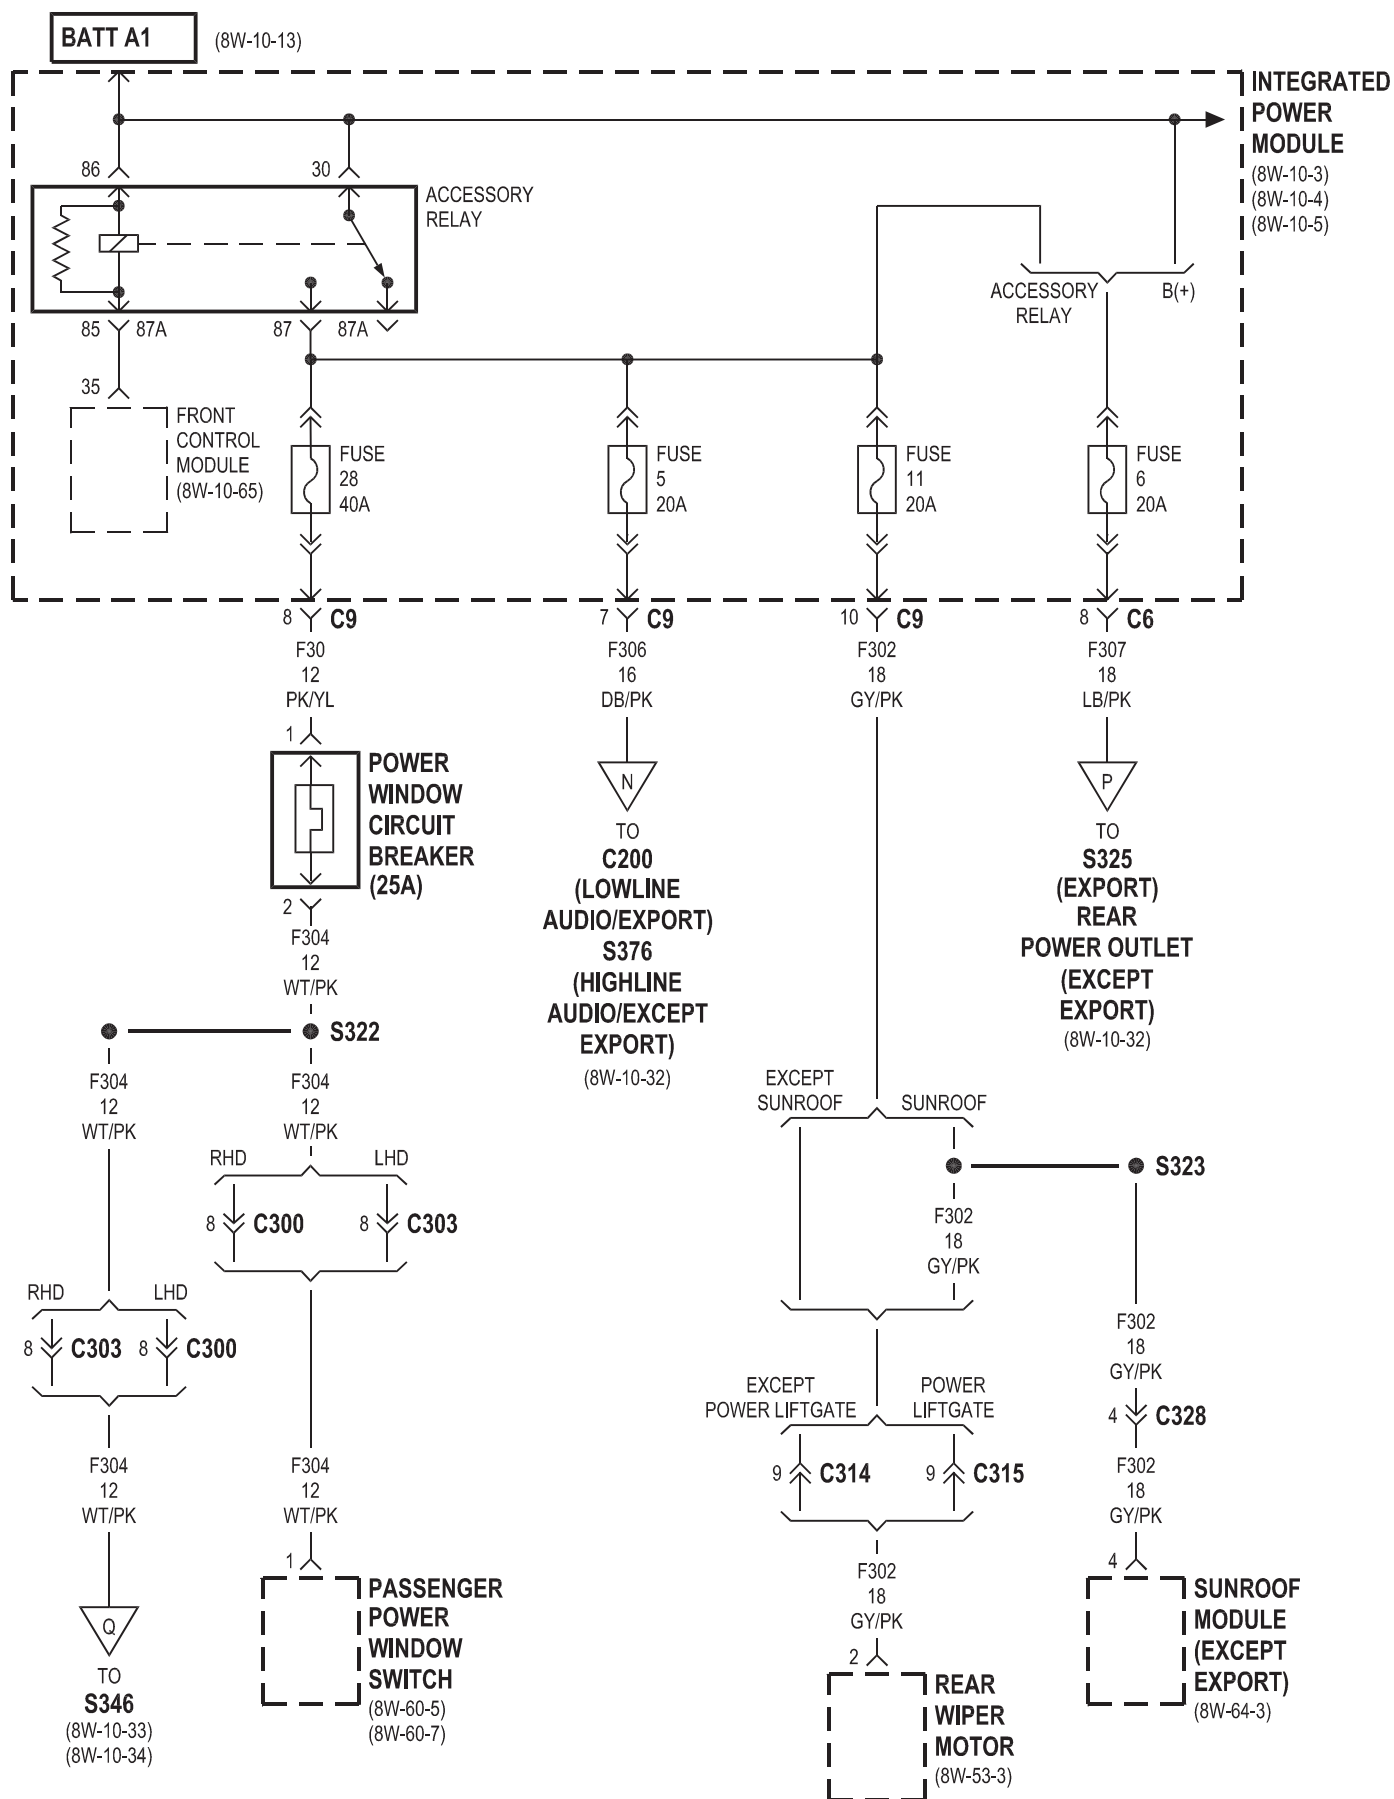 BATT A1
(8W-10-13)
INTEGRATED
POWER
MODULE
(8W-10-3)
(8W-10-4)
(8W-10-5)
86
30
ACCESSORY
RELAY
ACCESSORY
RELAY
B(+)
85
87A
87
87A
35
FRONT
CONTROL
MODULE
(8W-10-65)
FUSE
28
40A
FUSE
5
20A
FUSE
11
20A
FUSE
6
20A
8
C9
7
C9
10
C9
8
C6
F30
12
PK/YL
F306
16
DB/PK
F302
18
GY/PK
F307
18
LB/PK
1
POWER
WINDOW
CIRCUIT
BREAKER
(25A)
2
N
TO
C200
(LOWLINE
AUDIO/EXPORT)
S376
(HIGHLINE
AUDIO/EXCEPT
EXPORT)
(8W-10-32)
P
TO
S325
(EXPORT)
REAR
POWER OUTLET
(EXCEPT
EXPORT)
(8W-10-32)
F304
12
WT/PK
S322
F304
12
WT/PK
F304
12
WT/PK
RHD
LHD
8
C300
8
C303
RHD
LHD
8
C303
8
C300
F304
12
WT/PK
F304
12
WT/PK
Q
TO
S346
(8W-10-33)
(8W-10-34)
1
PASSENGER
POWER
WINDOW
SWITCH
(8W-60-5)
(8W-60-7)
EXCEPT
SUNROOF
SUNROOF
S323
F302
18
GY/PK
F302
18
GY/PK
EXCEPT
POWER LIFTGATE
POWER
LIFTGATE
4
C328
9
C314
9
C315
F302
18
GY/PK
F302
18
GY/PK
4
SUNROOF
MODULE
(EXCEPT
EXPORT)
(8W-64-3)
2
REAR
WIPER
MOTOR
(8W-53-3)